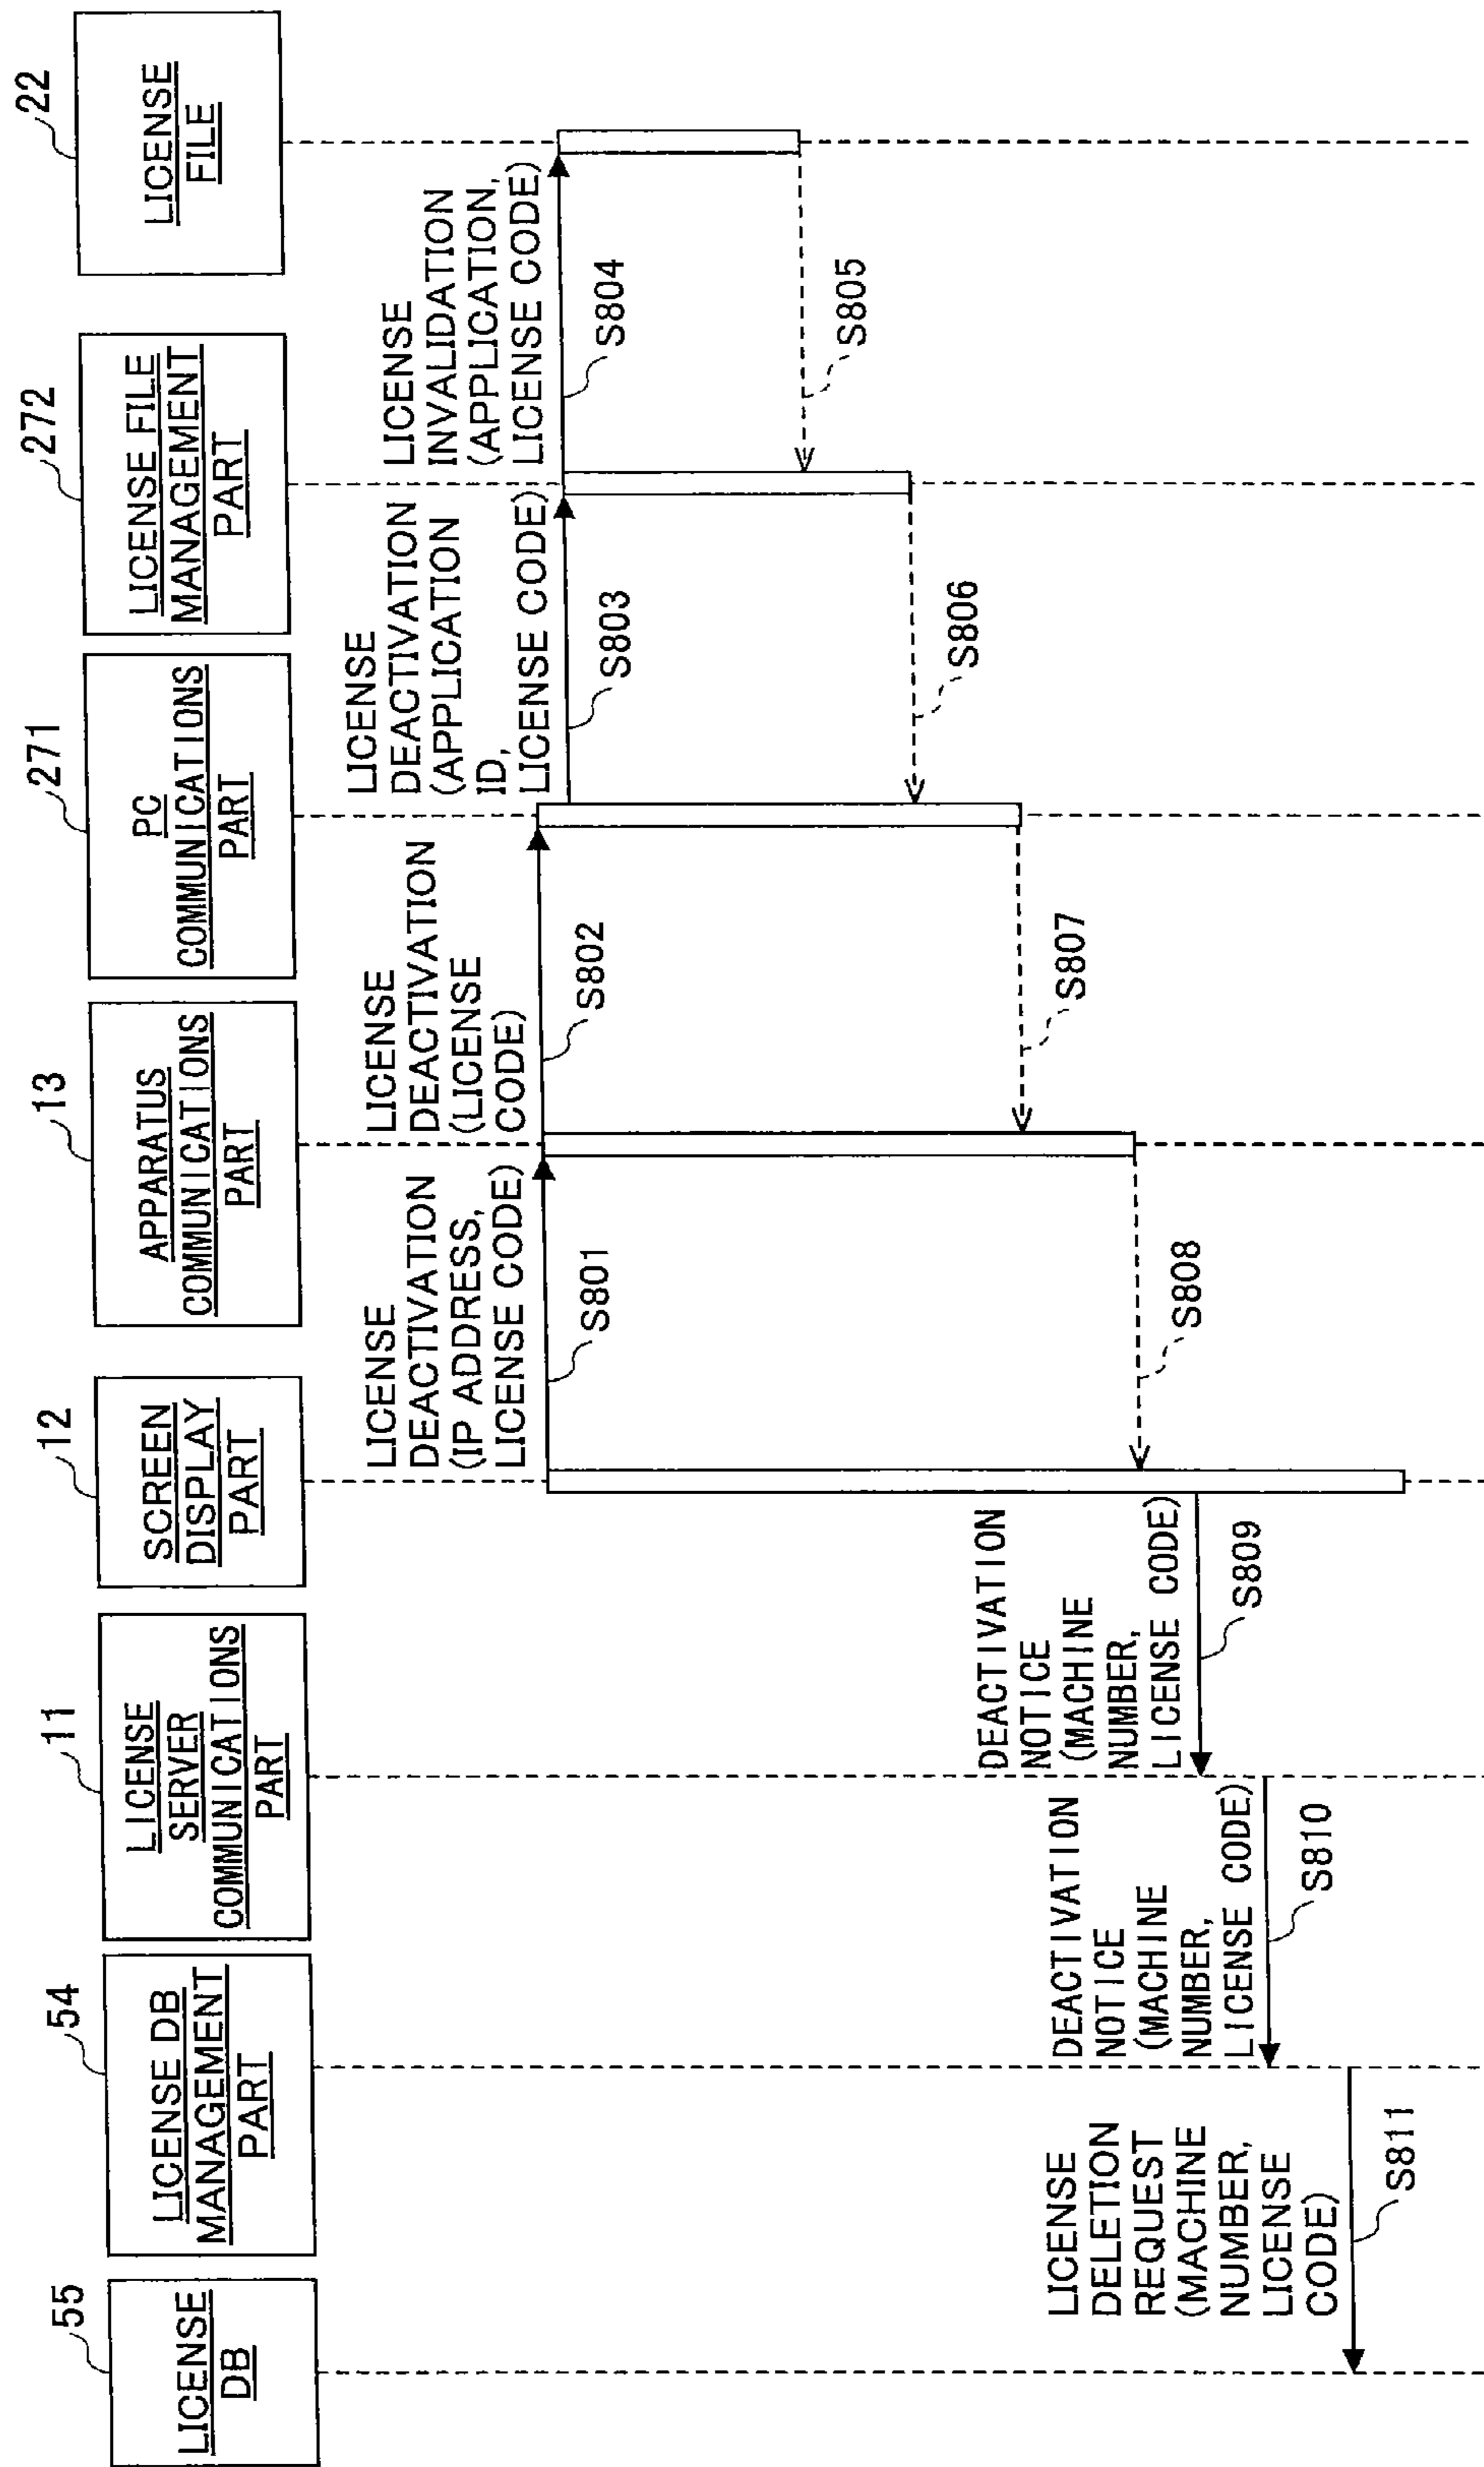 55
LICENSE
DB
54
LICENSE DB
MANAGEMENT
PART
11
LICENSE
SERVER
COMMUNICATIONS
PART
12
SCREEN
DISPLAY
PART
13
APPARATUS
COMMUNICATIONS
PART
271
PC
COMMUNICATIONS
PART
272
LICENSE FILE
MANAGEMENT
PART
22
LICENSE
FILE
LICENSE
DEACTIVATION
(IP ADDRESS,
LICENSE CODE)
S801
LICENSE
DEACTIVATION
(LICENSE
CODE)
S802
LICENSE
DEACTIVATION
(APPLICATION
ID,
LICENSE CODE)
S803
LICENSE
INVALIDATION
(APPLICATION,
LICENSE CODE)
S804
S805
S806
S807
S808
DEACTIVATION
NOTICE
(MACHINE
NUMBER,
LICENSE CODE)
S809
DEACTIVATION
NOTICE
(MACHINE
NUMBER,
LICENSE CODE)
S810
LICENSE
DELETION
REQUEST
(MACHINE
NUMBER,
LICENSE
CODE)
S811